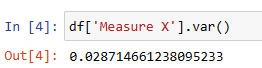 In [4]: df['Measure X'].var()
Out[4]: 0.028714661238095233